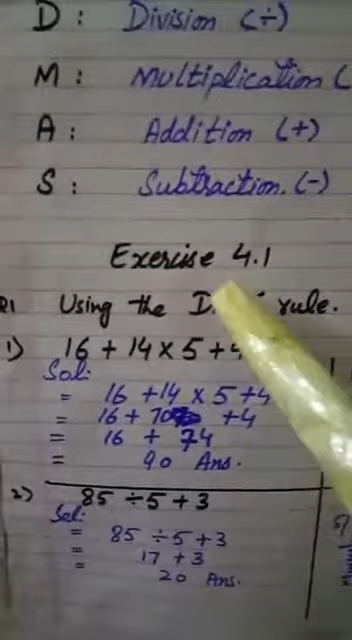 D : Division (÷)
M : Multiplication (
A : Addition (+)
S : Subtraction. (-)
Exercise 4.1
Q1 Using the D rule.
1) 16 + 14 × 5 + 4
Sol:
= 16 + 14 × 5 + 4
= 16 + 70 + 4
= 16 + 74
= 90 Ans.
2) 85 ÷ 5 + 3
Sol:
= 85 ÷ 5 + 3
= 17 + 3
= 20 Ans.